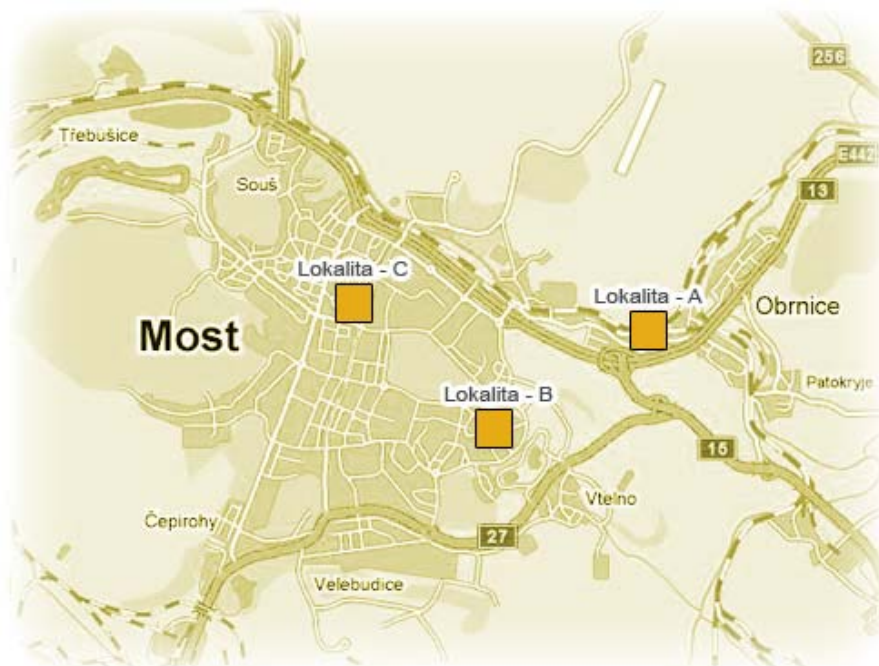 256
Třebušice
E442
Souš
13
Lokalita - C
Lokalita - A
Obrnice
Most
Patokryje
Lokalita - B
15
Vtelno
Čepirohy
27
Velebudice